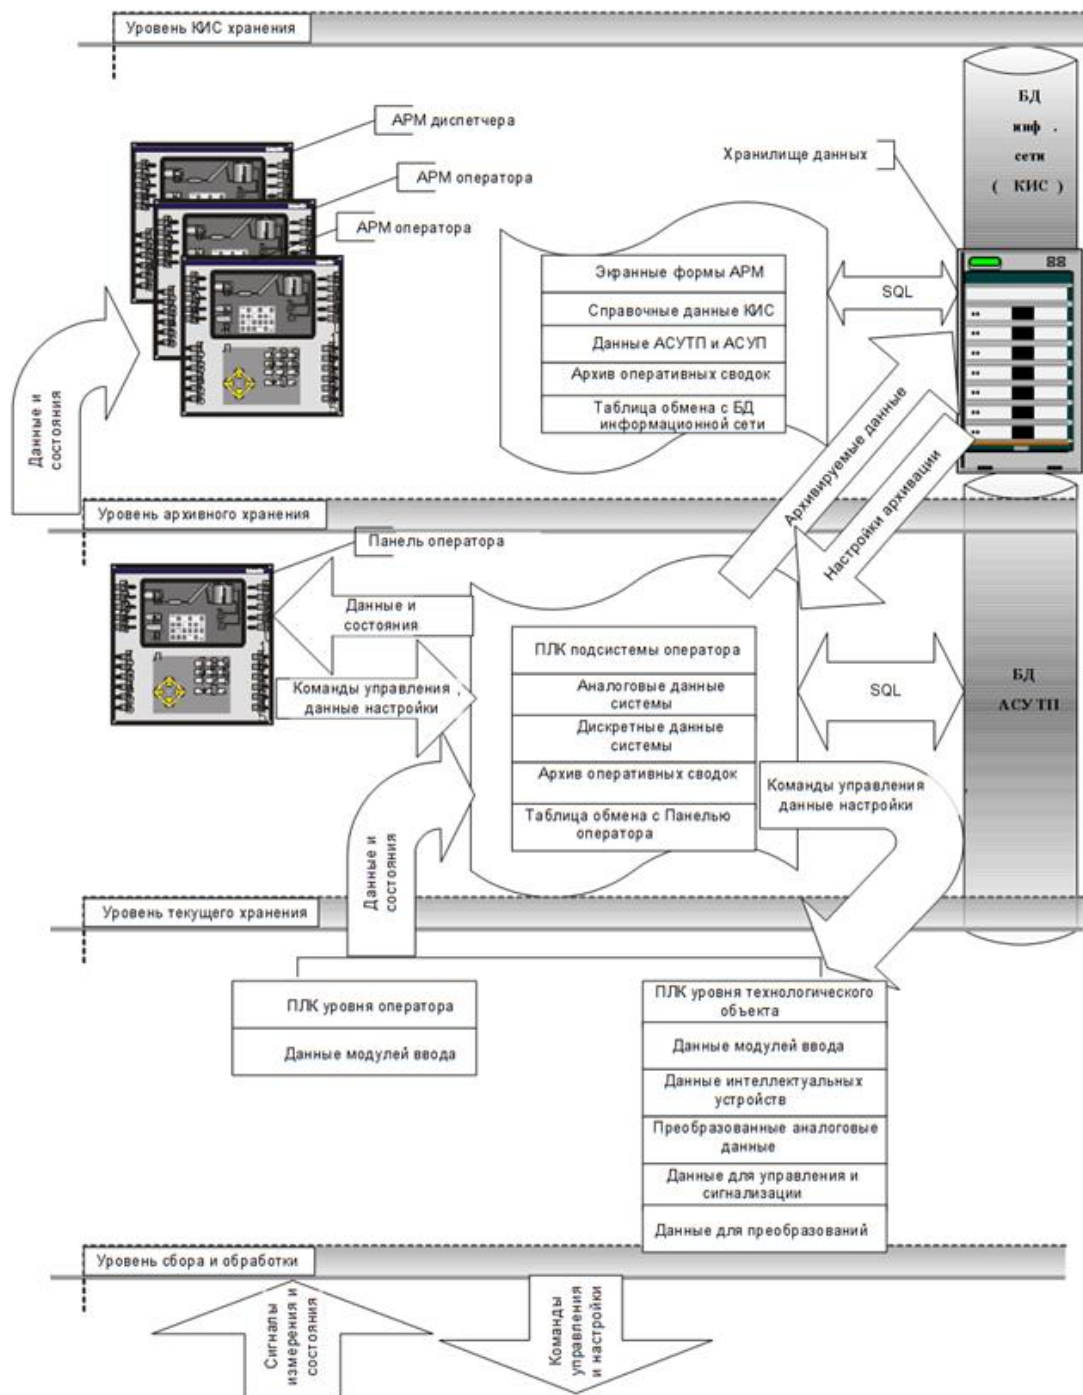 Уровень КИС хранения
АРМ диспетчера
АРМ оператора
АРМ оператора
Хранилище данных
БД
инф .
сети
( КИС )
Экранные формы АРМ
Справочные данные КИС
Данные АСУТП и АСУП
Архив оперативных сводок
Таблица обмена с БД
информационной сети
SQL
Данные и
состояния
Архивируемые данные
Настройки архивации
Уровень архивного хранения
Панель оператора
Данные и
состояния
Команды управления ,
данные настройки
ПЛК подсистемы оператора
Аналоговые данные
системы
Дискретные данные
системы
Архив оперативных сводок
Таблица обмена с Панелью
оператора
SQL
БД
АСУ ТП
Команды управления
данные настройки
Данные и
состояния
Уровень текущего хранения
ПЛК уровня оператора
Данные модулей ввода
ПЛК уровня технологического
объекта
Данные модулей ввода
Данные интеллектуальных
устройств
Преобразованные аналоговые
данные
Данные для управления и
сигнализации
Данные для преобразований
Уровень сбора и обработки
Сигналы
измерения и
состояния
Команды
управления
и настройки